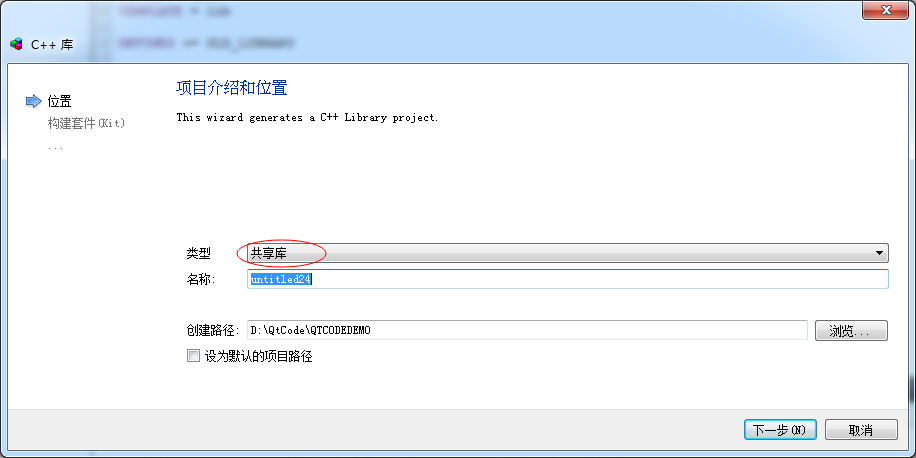 C++ 库
位置
构建套件(Kit)
...
项目介绍和位置
This wizard generates a C++ Library project.
类型
共享库
名称:
untitled24
创建路径:
D:\QtCode\QTCODEDEMO
浏览...
设为默认的项目路径
下一步(N)
取消